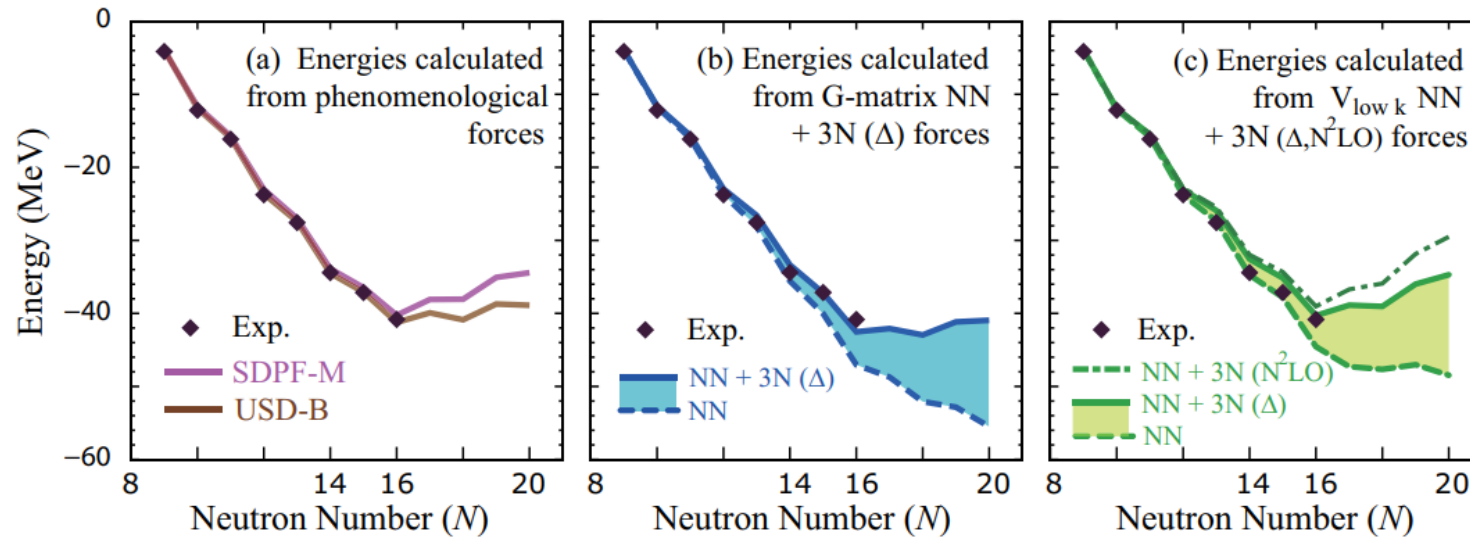 Energy (MeV)
0
−20
−40
−60
(a) Energies calculated
from phenomenological
forces
Exp.
SDPF-M
USD-B
8
14
16
20
Neutron Number (N)
(b) Energies calculated
from G-matrix NN
+ 3N (Δ) forces
Exp.
NN + 3N (Δ)
NN
8
14
16
20
Neutron Number (N)
(c) Energies calculated
from V low k NN
+ 3N (Δ,N²LO) forces
Exp.
NN + 3N (N²LO)
NN + 3N (Δ)
NN
8
14
16
20
Neutron Number (N)